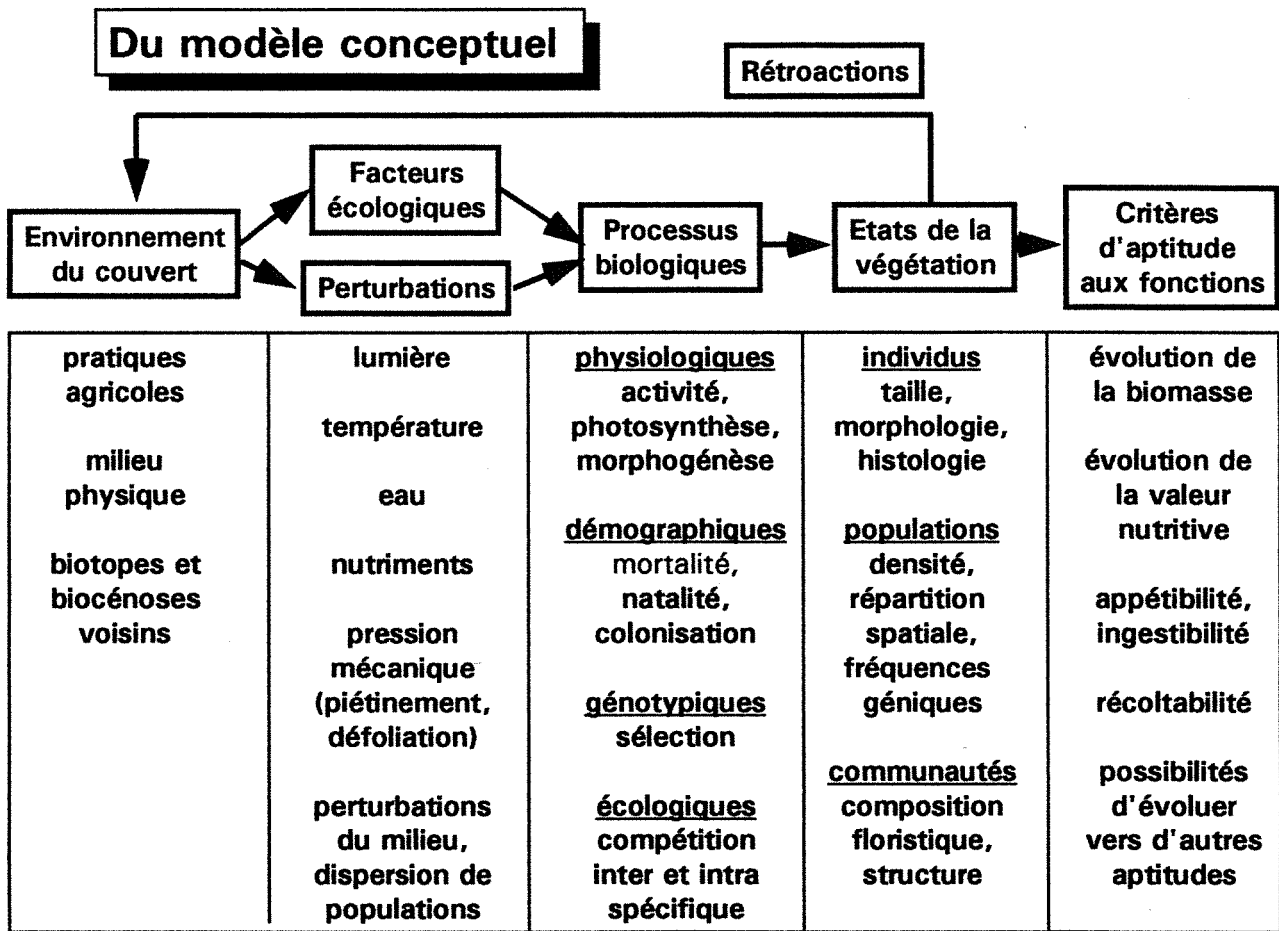 Du modèle conceptuel
Rétroactions
Environnement
du couvert
Facteurs
écologiques
Perturbations
Processus
biologiques
Etats de la
végétation
Critères
d'aptitude
aux fonctions
pratiques
agricoles
milieu
physique
biotopes et
biocénoses
voisins
lumière
température
eau
nutriments
pression
mécanique
(piétinement,
défoliation)
perturbations
du milieu,
dispersion de
populations
physiologiques
activité,
photosynthèse,
morphogénèse
démographiques
mortalité,
natalité,
colonisation
génotypiques
sélection
écologiques
compétition
inter et intra
spécifique
individus
taille,
morphologie,
histologie
populations
densité,
répartition
spatiale,
fréquences
géniques
communautés
composition
floristique,
structure
évolution de
la biomasse
évolution de
la valeur
nutritive
appétibilité,
ingestibilité
récoltabilité
possibilités
d'évoluer
vers d'autres
aptitudes